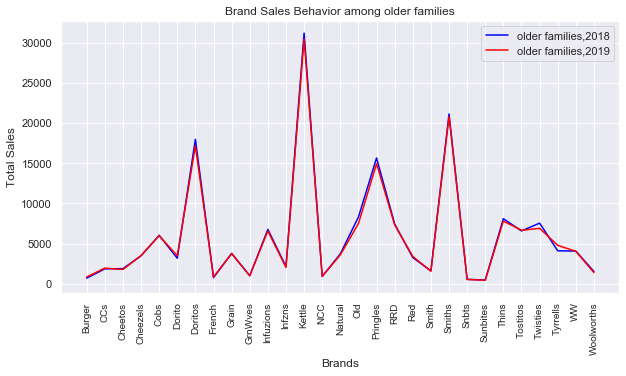 Brand Sales Behavior among older families
older families,2018
older families,2019
Total Sales
30000
25000
20000
15000
10000
5000
0
Burger
CCs
Cheetos
Cheezels
Cobs
Dorito
Doritos
French
Grain
GrnWves
Infuzions
Infzns
Kettle
NCC
Natural
Old
Pringles
RRD
Red
Smith
Smiths
Snbts
Sunbites
Thins
Tostitos
Twisties
Tyrrells
WW
Woolworths
Brands